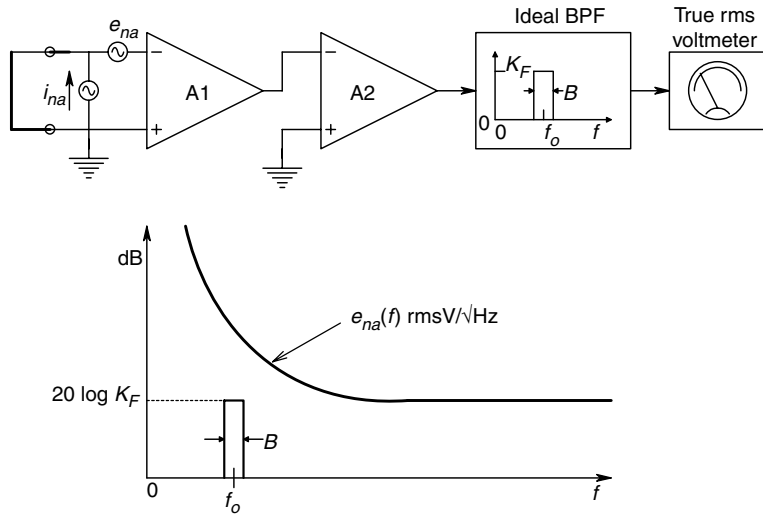 Ideal BPF
True rms
voltmeter
e_na
i_na
−
+
A1
−
+
A2
K_F
B
0
0
f_o
f
dB
e_na(f) rmsV/√Hz
20 log K_F
B
0
f_o
f